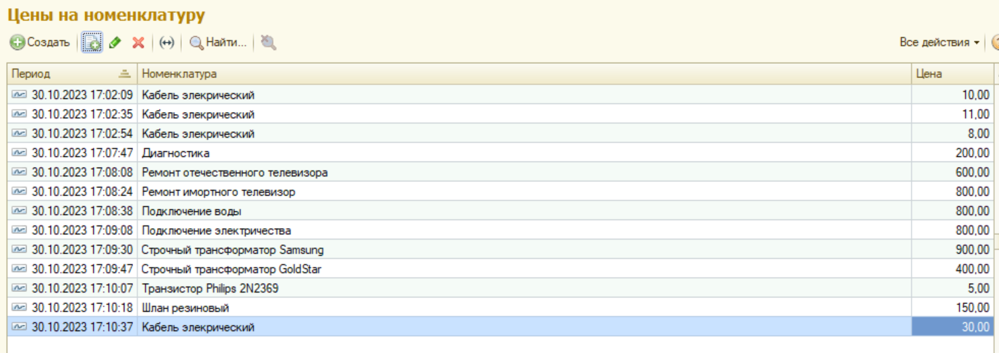 Цены на номенклатуру
Создать Найти... Все действия
Период Номенклатура Цена
30.10.2023 17:02:09 Кабель элекрический 10,00
30.10.2023 17:02:35 Кабель элекрический 11,00
30.10.2023 17:02:54 Кабель элекрический 8,00
30.10.2023 17:07:47 Диагностика 200,00
30.10.2023 17:08:08 Ремонт отечественного телевизора 600,00
30.10.2023 17:08:24 Ремонт имортного телевизор 800,00
30.10.2023 17:08:38 Подключение воды 800,00
30.10.2023 17:09:08 Подключение электричества 800,00
30.10.2023 17:09:30 Строчный трансформатор Samsung 900,00
30.10.2023 17:09:47 Строчный трансформатор GoldStar 400,00
30.10.2023 17:10:07 Транзистор Philips 2N2369 5,00
30.10.2023 17:10:18 Шлан резиновый 150,00
30.10.2023 17:10:37 Кабель элекрический 30,00